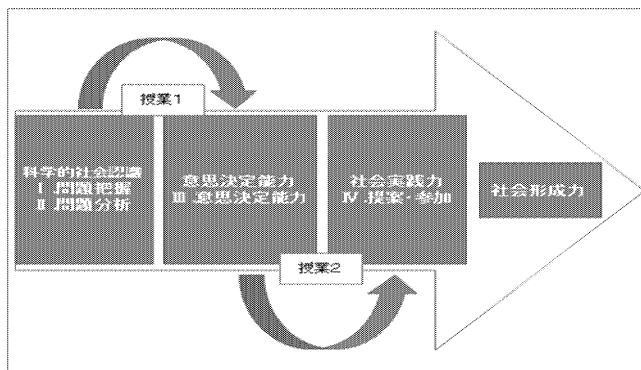 授業1
科学的社会認識
Ⅰ.問題把握
Ⅱ.問題分析
意思決定能力
Ⅲ.意思決定能力
社会実践力
Ⅳ.提案・参加
社会形成力
授業2